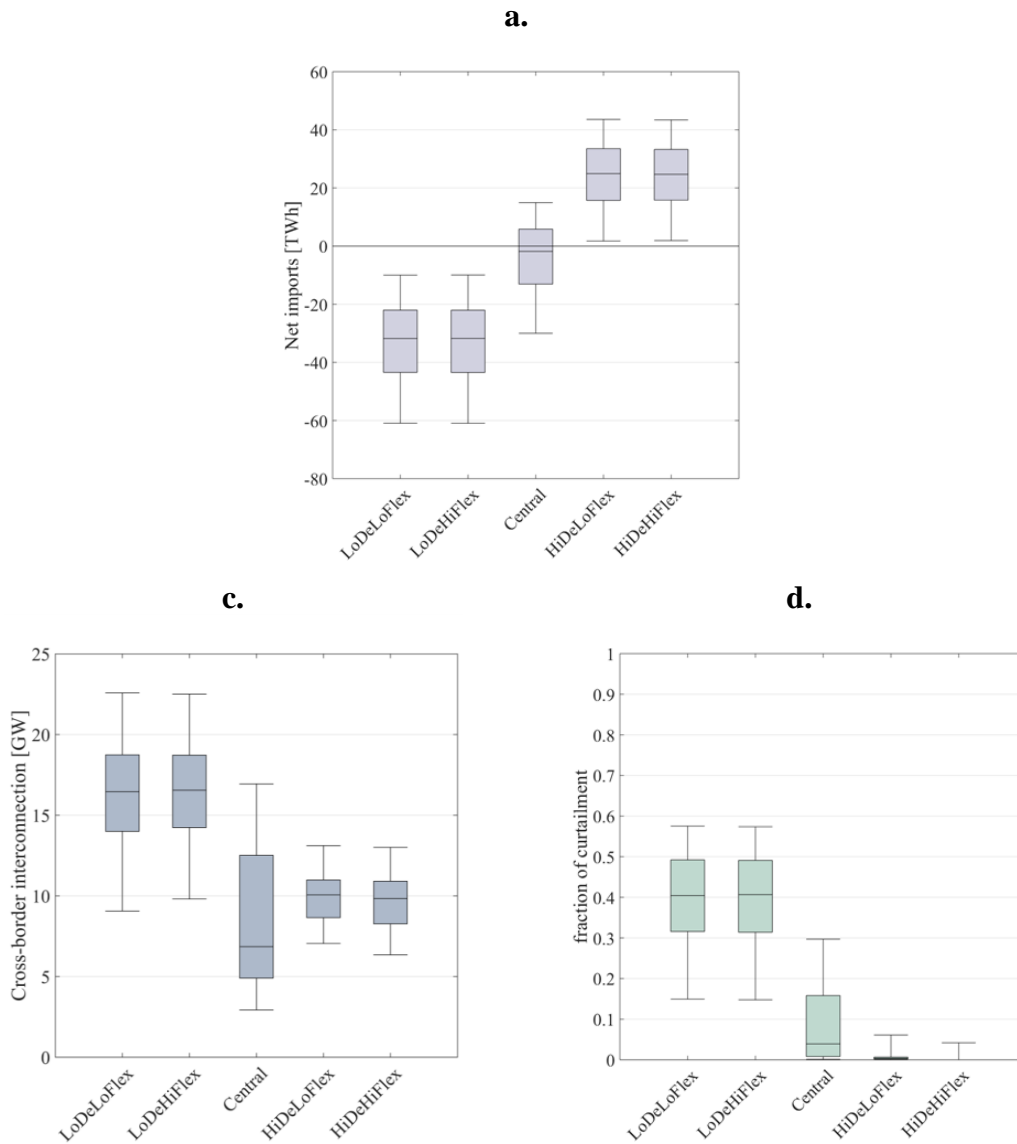 a.
Net imports [TWh]
60
40
20
0
-20
-40
-60
-80
LoDeLoFlex
LoDeHiFlex
Central
HiDeLoFlex
HiDeHiFlex
c.
Cross-border interconnection [GW]
25
20
15
10
5
0
LoDeLoFlex
LoDeHiFlex
Central
HiDeLoFlex
HiDeHiFlex
d.
fraction of curtailment
1
0.9
0.8
0.7
0.6
0.5
0.4
0.3
0.2
0.1
0
LoDeLoFlex
LoDeHiFlex
Central
HiDeLoFlex
HiDeHiFlex